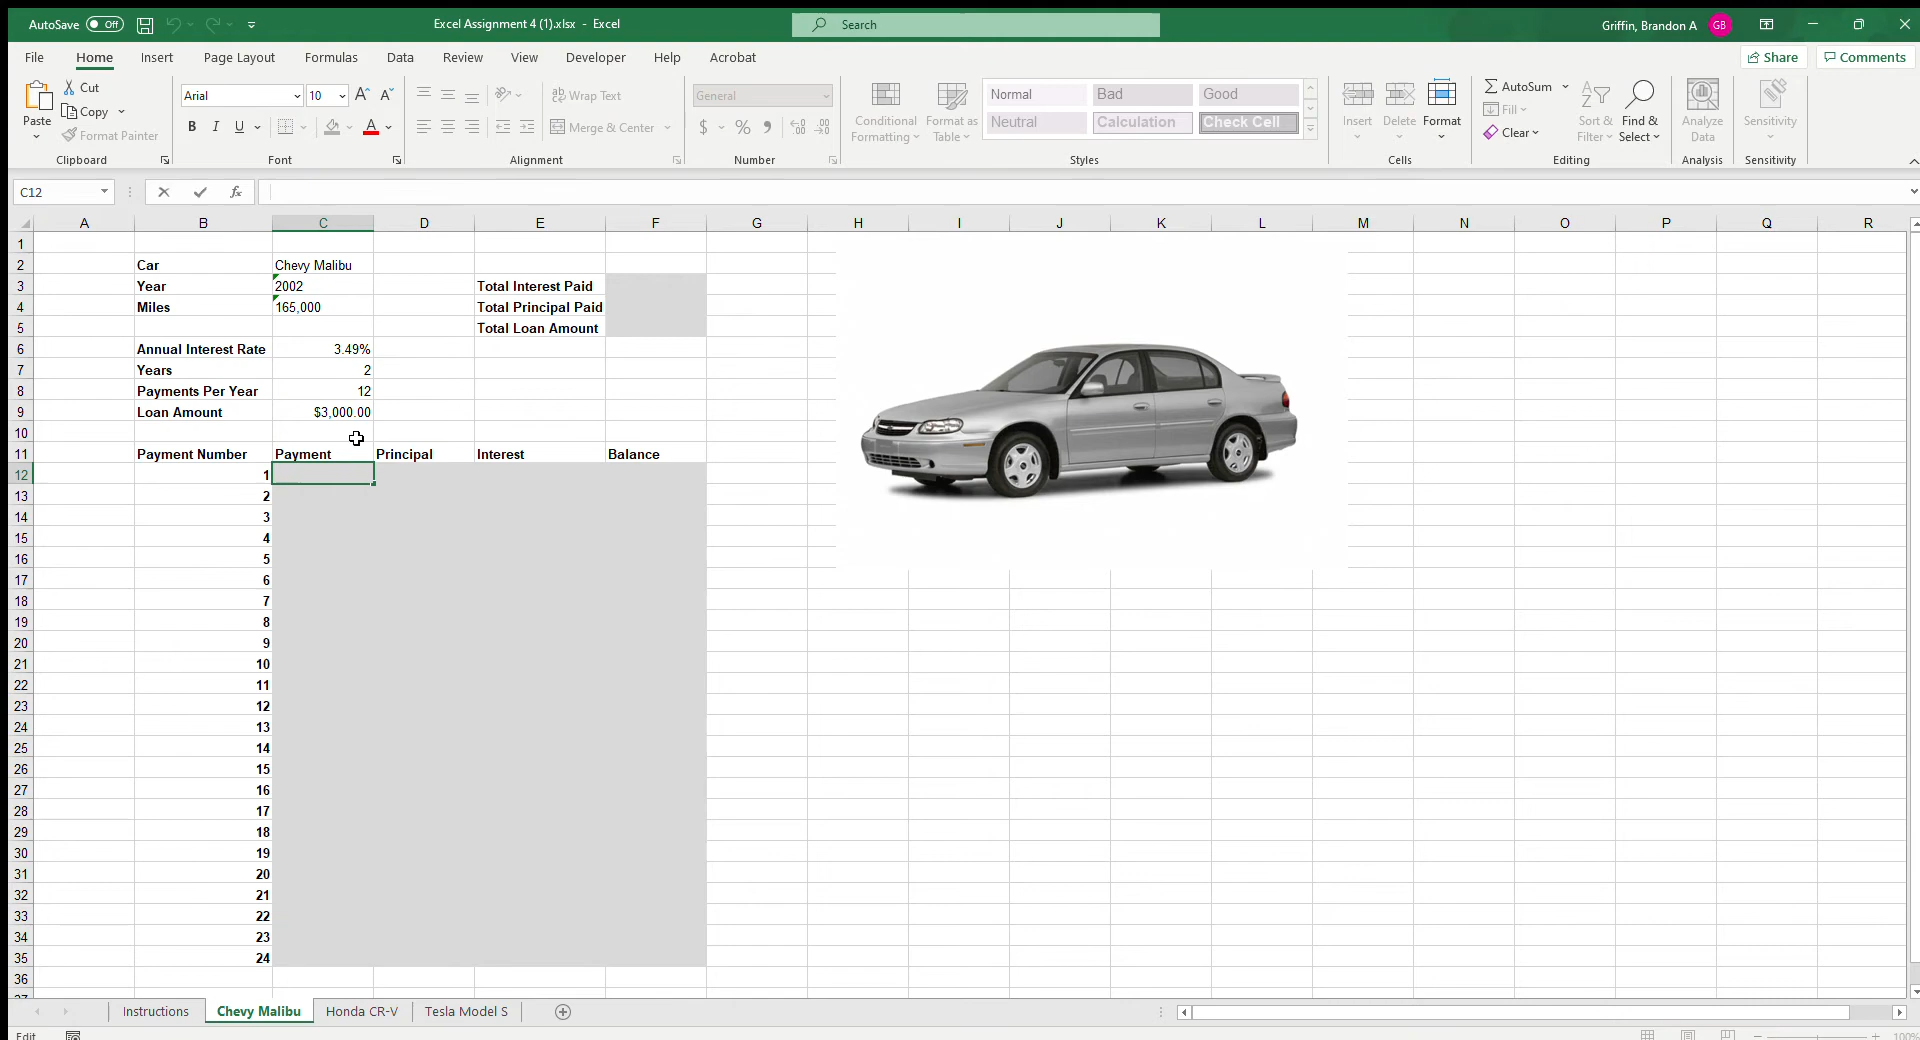 AutoSave Off
Excel Assignment 4 (1).xlsx - Excel
Search
Griffin, Brandon A GB
File Home Insert Page Layout Formulas Data Review View Developer Help Acrobat
Share Comments
Paste
Cut
Copy
Format Painter
Clipboard
Arial 10
B I U A
Font
ab Wrap Text
Merge & Center
Alignment
General
$ % 9
Number
Conditional Formatting
Format as Table
Normal Bad Good
Neutral Calculation Check Cell
Styles
Insert Delete Format
Cells
AutoSum
Fill
Clear
Sort & Filter
Find & Select
Editing
Analyze Data
Analysis
Sensitivity
Sensitivity
C12 fx
A B C D E F G H I J K L M N O P Q R
1
2 Car Chevy Malibu
3 Year 2002 Total Interest Paid
4 Miles 165,000 Total Principal Paid
5 Total Loan Amount
6 Annual Interest Rate 3.49%
7 Years 2
8 Payments Per Year 12
9 Loan Amount $3,000.00
10
11 Payment Number Payment Principal Interest Balance
12 1
13 2
14 3
15 4
16 5
17 6
18 7
19 8
20 9
21 10
22 11
23 12
24 13
25 14
26 15
27 16
28 17
29 18
30 19
31 20
32 21
33 22
34 23
35 24
36
37
Instructions Chevy Malibu Honda CR-V Tesla Model S
Edit 100%